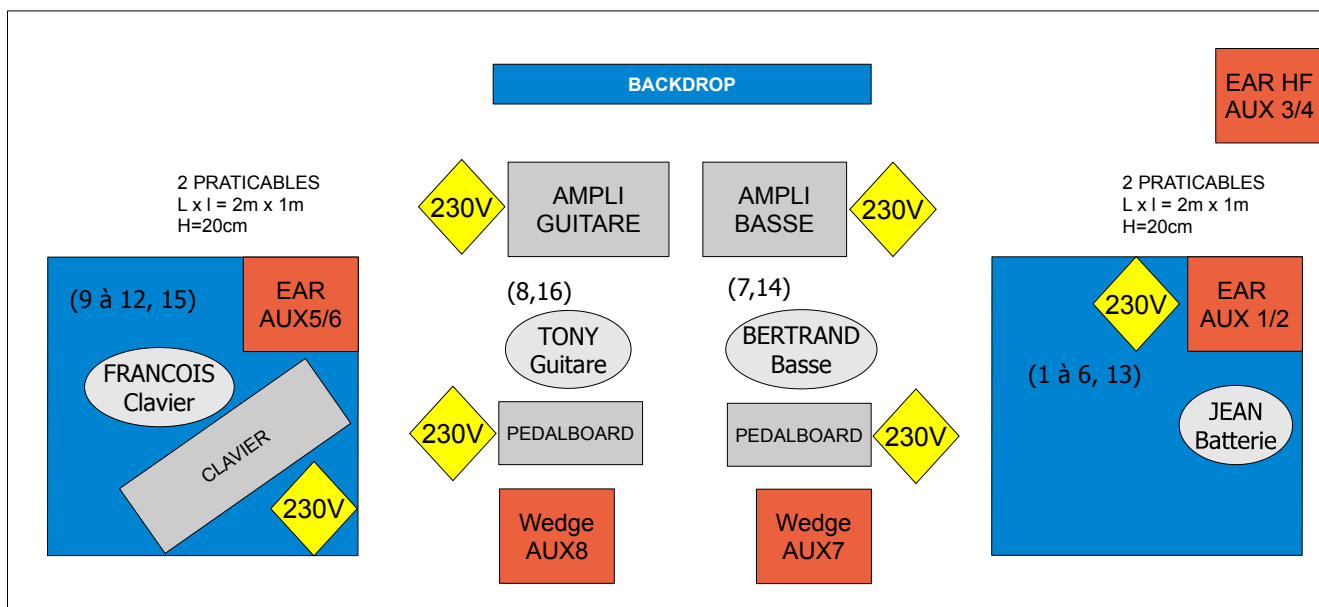 BACKDROP
EAR HF
AUX 3/4
2 PRATICABLES
L x l = 2m x 1m
H=20cm
230V
AMPLI
GUITARE
AMPLI
BASSE
230V
2 PRATICABLES
L x l = 2m x 1m
H=20cm
(9 à 12, 15)
EAR
AUX5/6
(8,16)
(7,14)
230V
EAR
AUX 1/2
FRANCOIS
Clavier
TONY
Guitare
BERTRAND
Basse
(1 à 6, 13)
JEAN
Batterie
CLAVIER
230V
230V
PEDALBOARD
PEDALBOARD
230V
Wedge
AUX8
Wedge
AUX7